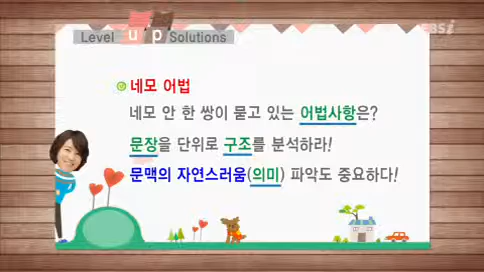 Level up Solutions
EBSi
네모 어법
네모 안 한 쌍이 묻고 있는 어법사항은?
문장을 단위로 구조를 분석하라!
문맥의 자연스러움(의미) 파악도 중요하다!